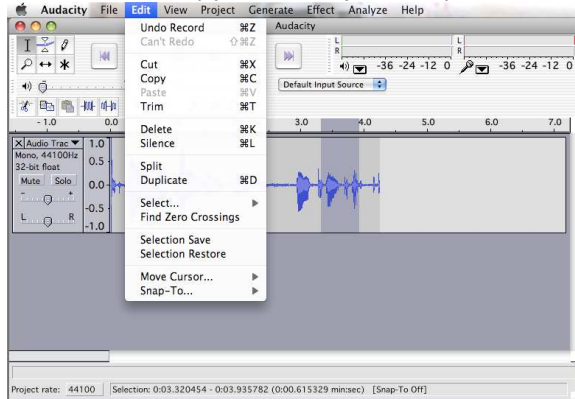 Audacity File Edit View Project Generate Effect Analyze Help
Audacity
Undo Record ⌘Z
Can't Redo ⇧⌘Z
Cut ⌘X
Copy ⌘C
Paste ⌘V
Trim ⌘T
Delete ⌘K
Silence ⌘L
Split
Duplicate ⌘D
Select...
Find Zero Crossings
Selection Save
Selection Restore
Move Cursor...
Snap-To...
L
R
-36 -24 -12 0
L
R
-36 -24 -12 0
Default Input Source
-1.0 0.0 3.0 4.0 5.0 6.0 7.0
X Audio Trac
Mono, 44100Hz
32-bit float
Mute Solo
- +
L R
1.0
0.5
0.0
-0.5
-1.0
Project rate: 44100 Selection: 0:03.320454 - 0:03.935782 (0:00.615329 min:sec) [Snap-To Off]